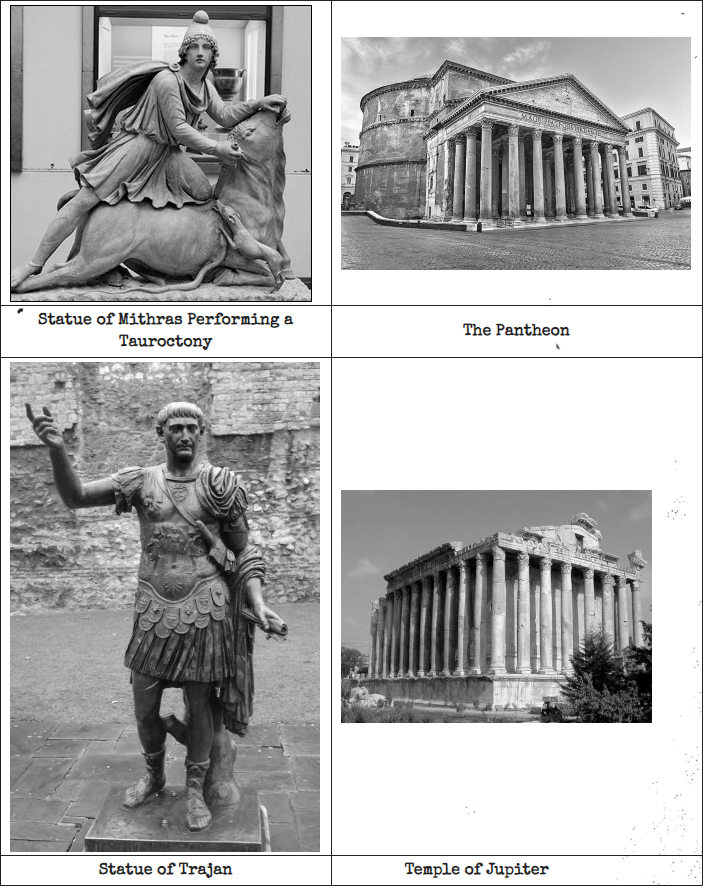 Statue of Mithras Performing a
Tauroctony
The Pantheon
Statue of Trajan
Temple of Jupiter